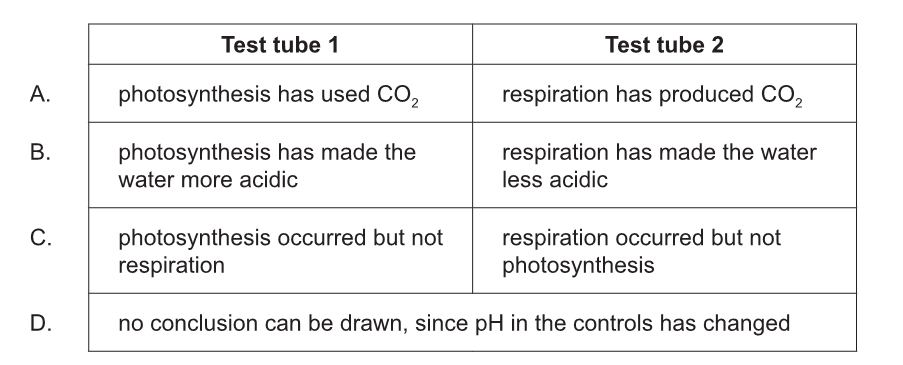 Test tube 1 Test tube 2
A. photosynthesis has used CO₂ respiration has produced CO₂
B. photosynthesis has made the respiration has made the water
water more acidic less acidic
C. photosynthesis occurred but not respiration occurred but not
respiration photosynthesis
D. no conclusion can be drawn, since pH in the controls has changed